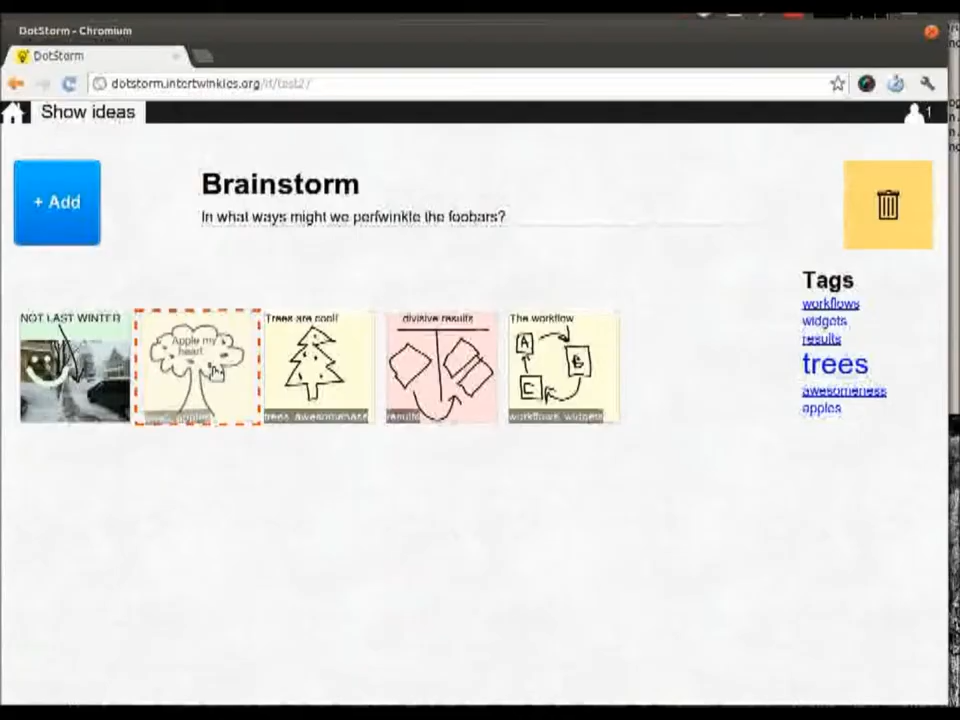 DotStorm - Chromium
DotStorm
dotstorm.intertwinkles.org/d/test2/
Show ideas
1
+ Add
Brainstorm
In what ways might we perfwinkle the foobars?
Tags
workflows
widgets
results
trees
awesomeness
apples
NOT LAST WINTER
Apple my
heart
Trees are cool!
trees, awesomeness
divisive results
results
The workflow
A
B
C
workflows, widgets